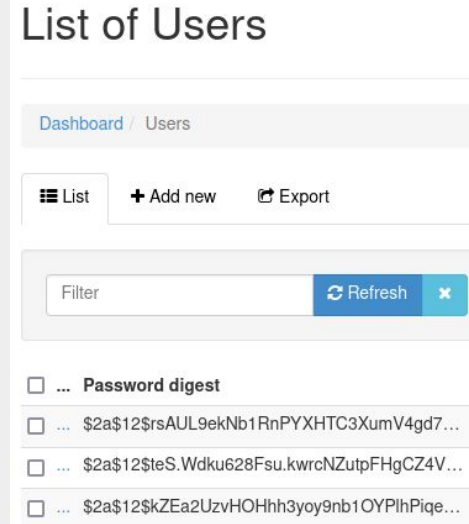 List of Users
Dashboard / Users
List + Add new Export
Filter Refresh ×
... Password digest
... $2a$12$rsAUL9ekNb1RnPYXHTC3XumV4gd7...
... $2a$12$teS.Wdku628Fsu.kwrcNZutpFHgCZ4V...
... $2a$12$kZEa2UzvHOHhh3yoy9nb1OYPlhPiqe...